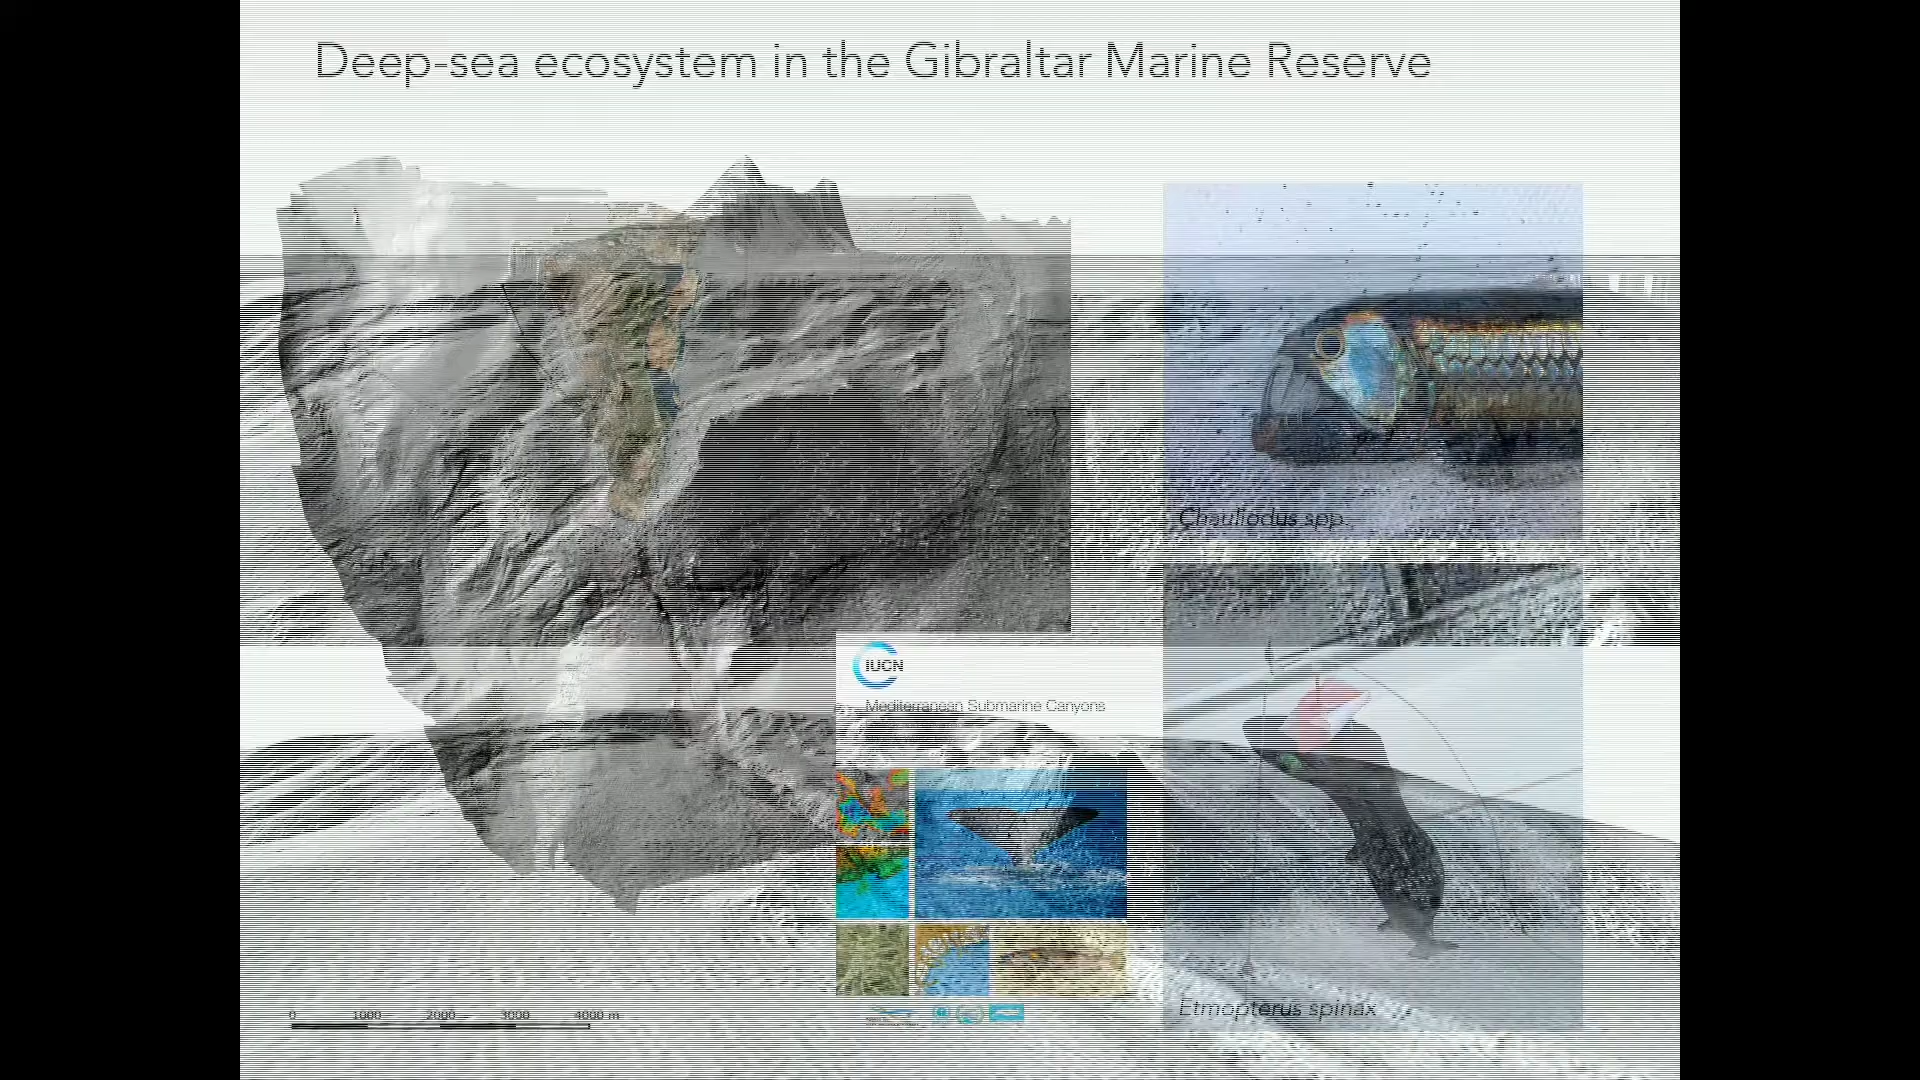 Deep-sea ecosystem in the Gibraltar Marine Reserve
Chauliodus spp.
IUCN
Mediterranean Submarine Canyons
Etmopterus spinax
0 1000 2000 3000 4000 m